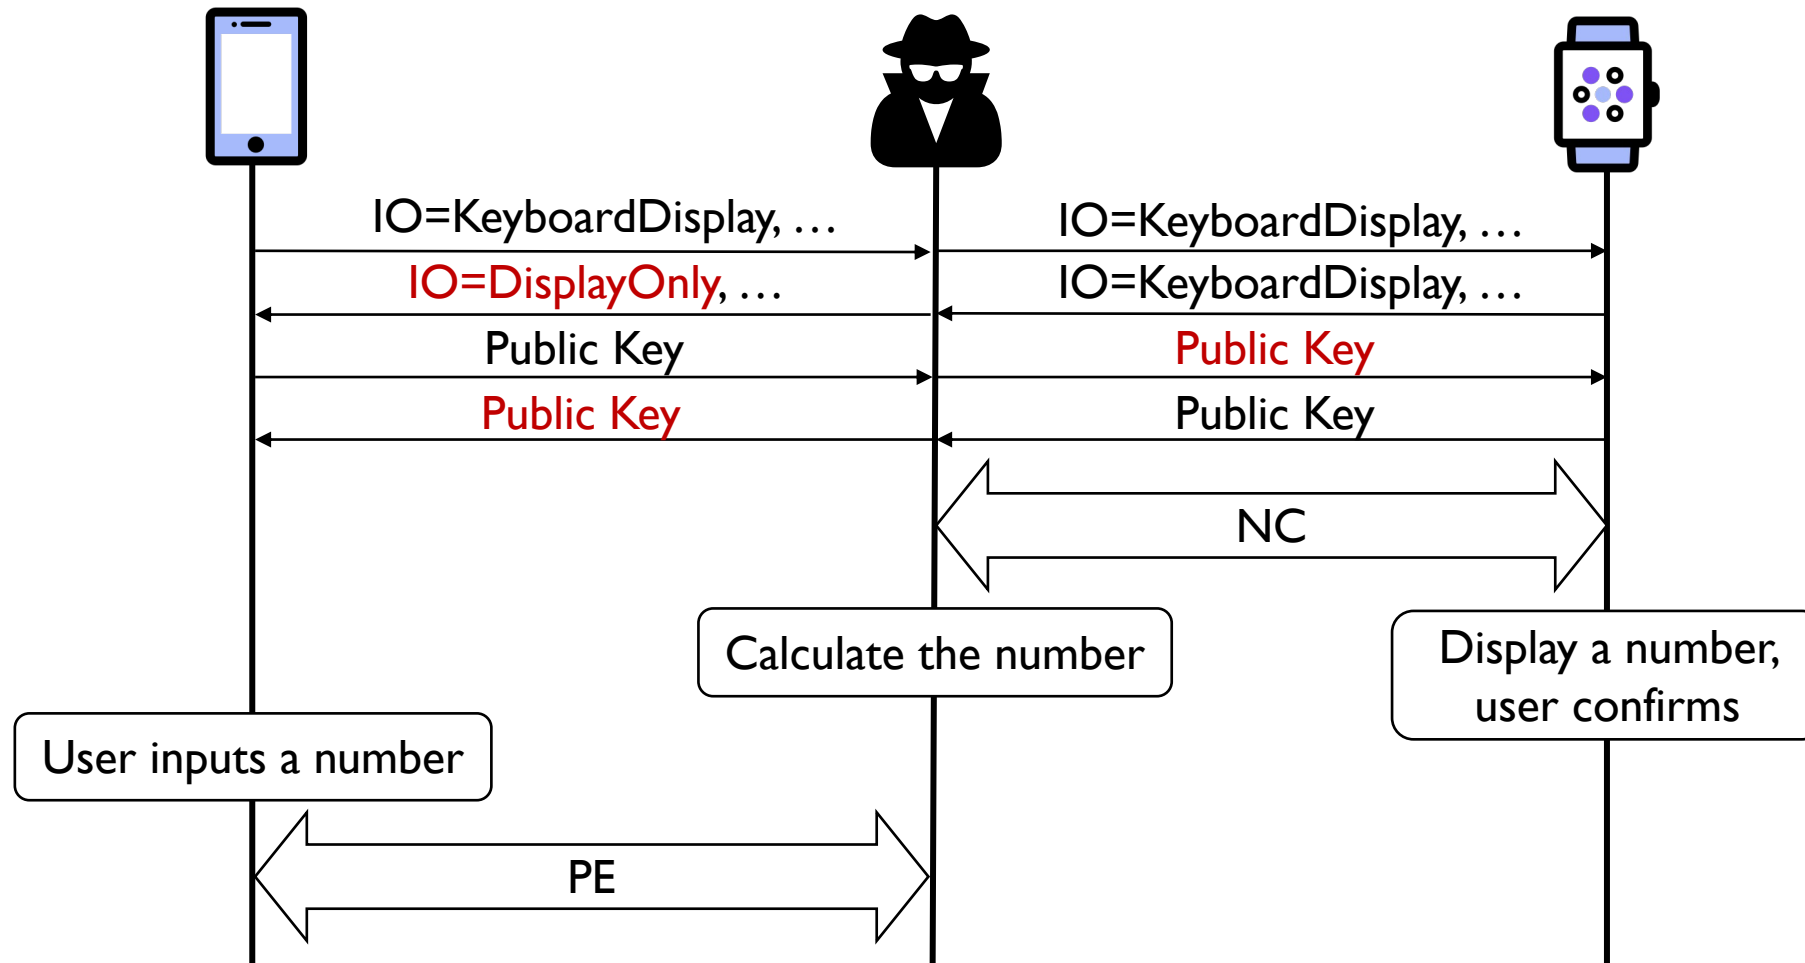 IO=KeyboardDisplay, …
IO=KeyboardDisplay, …
IO=DisplayOnly, …
IO=KeyboardDisplay, …
Public Key
Public Key
Public Key
Public Key
NC
Calculate the number
Display a number,
user confirms
User inputs a number
PE